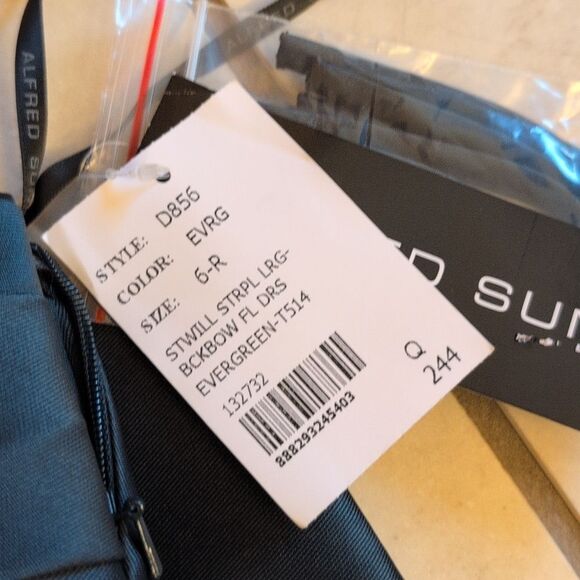 ALFRED SU
STYLE: D856
COLOR: EVRG
SIZE: 6-R
STWILL STRPL LRG-
BCKBOW FL DRS
EVERGREEN-T514
132732
888293245403
Q
244
ED SUN